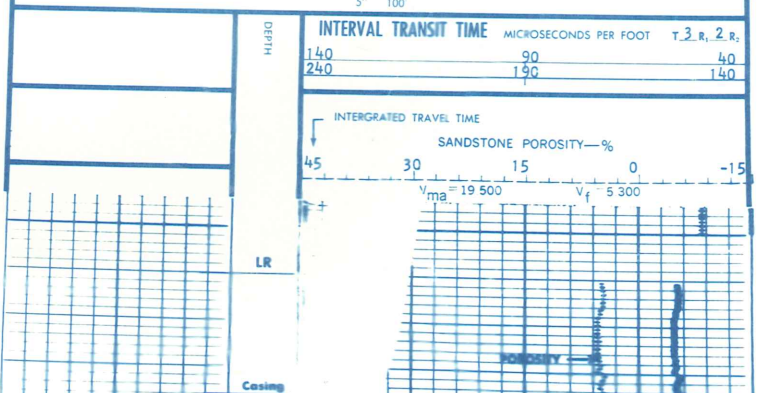 5" 100
DEPTH
INTERVAL TRANSIT TIME MICROSECONDS PER FOOT T 3 R₁ 2 R₂
140 90 40
240 190 140
INTERGRATED TRAVEL TIME
SANDSTONE POROSITY—%
45 30 15 0 -15
Vma = 19 500 Vf = 5 300
+
LR
POROSITY
Casing